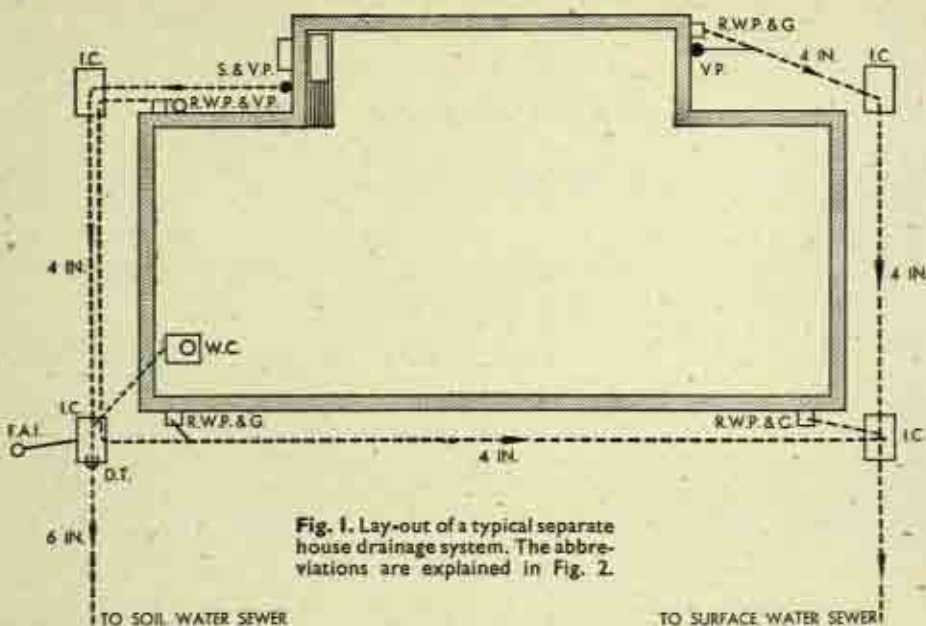 R.W.P.&G.
I.C.
S.& V.P.
V.P.
4 IN.
I.C.
R.W.P.& V.P.
4 IN.
4 IN.
W.C.
I.C.
R.W.P.&G.
R.W.P.&C.
I.C.
F.A.I.
4 IN.
D.T.
6 IN.
Fig. 1. Lay-out of a typical separate
house drainage system. The abbre-
viations are explained in Fig. 2.
TO SOIL WATER SEWER
TO SURFACE WATER SEWER